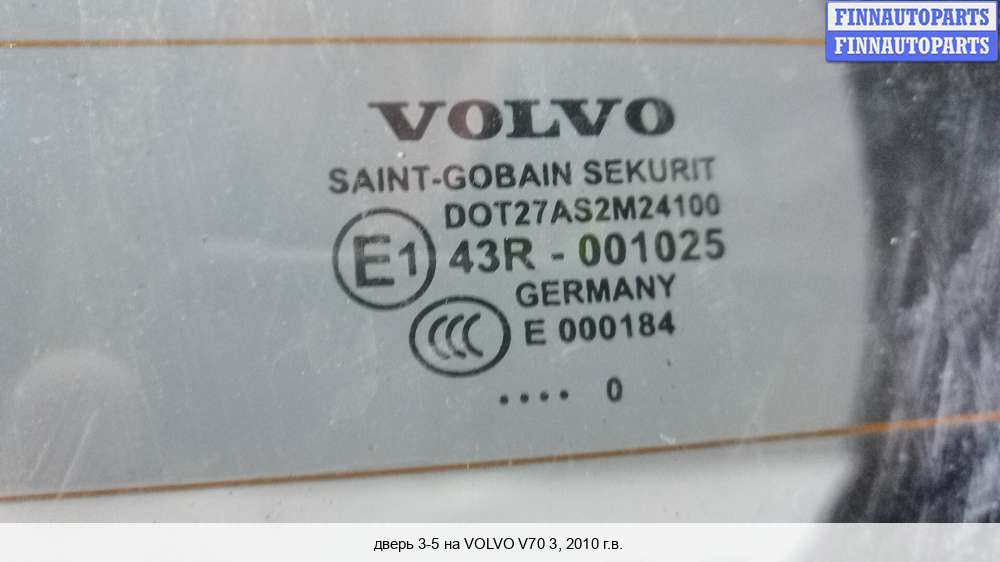 FINNAUTOPARTS
FINNAUTOPARTS
VOLVO
SAINT-GOBAIN SEKURIT
DOT27AS2M24100
E1 43R - 001025
GERMANY
CCC E 000184
.... 0
дверь 3-5 на VOLVO V70 3, 2010 г.в.